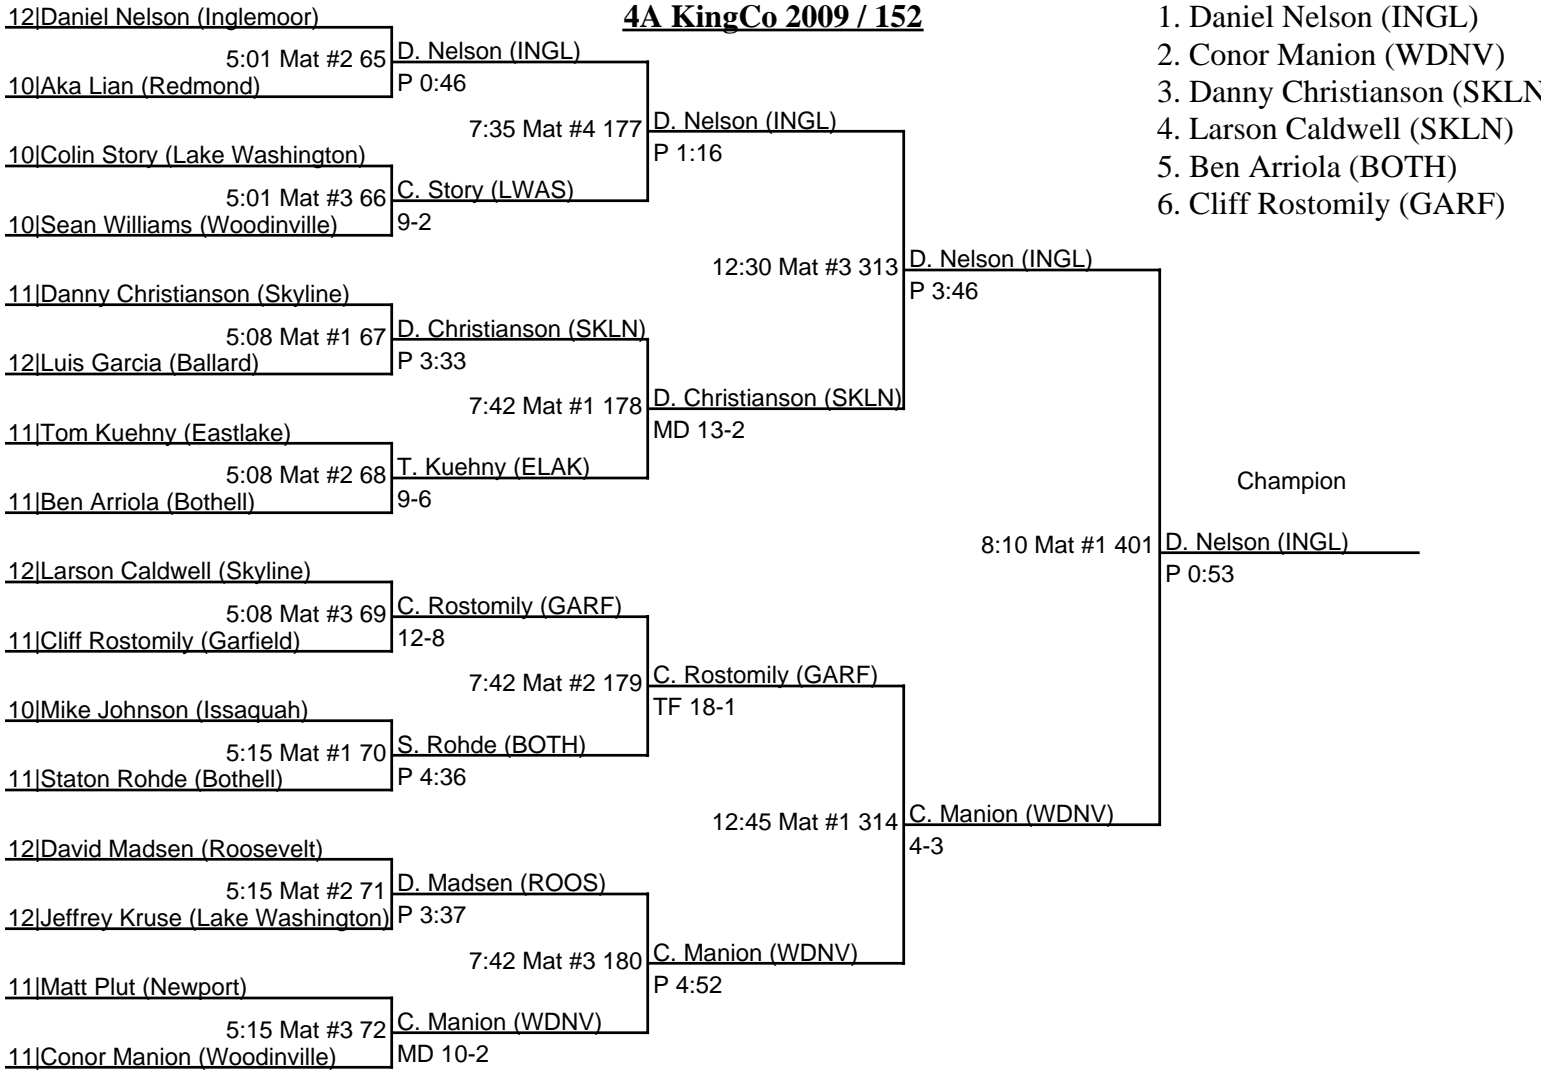 4A KingCo 2009 / 152
1. Daniel Nelson (INGL)
2. Conor Manion (WDNV)
3. Danny Christianson (SKLN
4. Larson Caldwell (SKLN)
5. Ben Arriola (BOTH)
6. Cliff Rostomily (GARF)
12|Daniel Nelson (Inglemoor)
5:01 Mat #2 65
10|Aka Lian (Redmond)
10|Colin Story (Lake Washington)
5:01 Mat #3 66
10|Sean Williams (Woodinville)
11|Danny Christianson (Skyline)
5:08 Mat #1 67
12|Luis Garcia (Ballard)
11|Tom Kuehny (Eastlake)
5:08 Mat #2 68
11|Ben Arriola (Bothell)
12|Larson Caldwell (Skyline)
5:08 Mat #3 69
11|Cliff Rostomily (Garfield)
10|Mike Johnson (Issaquah)
5:15 Mat #1 70
11|Staton Rohde (Bothell)
12|David Madsen (Roosevelt)
5:15 Mat #2 71
12|Jeffrey Kruse (Lake Washington)
11|Matt Plut (Newport)
5:15 Mat #3 72
11|Conor Manion (Woodinville)
D. Nelson (INGL)
P 0:46
7:35 Mat #4 177
C. Story (LWAS)
9-2
D. Christianson (SKLN)
P 3:33
7:42 Mat #1 178
T. Kuehny (ELAK)
9-6
C. Rostomily (GARF)
12-8
7:42 Mat #2 179
S. Rohde (BOTH)
P 4:36
D. Madsen (ROOS)
P 3:37
7:42 Mat #3 180
C. Manion (WDNV)
MD 10-2
D. Nelson (INGL)
P 1:16
12:30 Mat #3 313
D. Christianson (SKLN)
MD 13-2
C. Rostomily (GARF)
TF 18-1
12:45 Mat #1 314
C. Manion (WDNV)
P 4:52
D. Nelson (INGL)
P 3:46
8:10 Mat #1 401
C. Manion (WDNV)
4-3
Champion
D. Nelson (INGL)
P 0:53